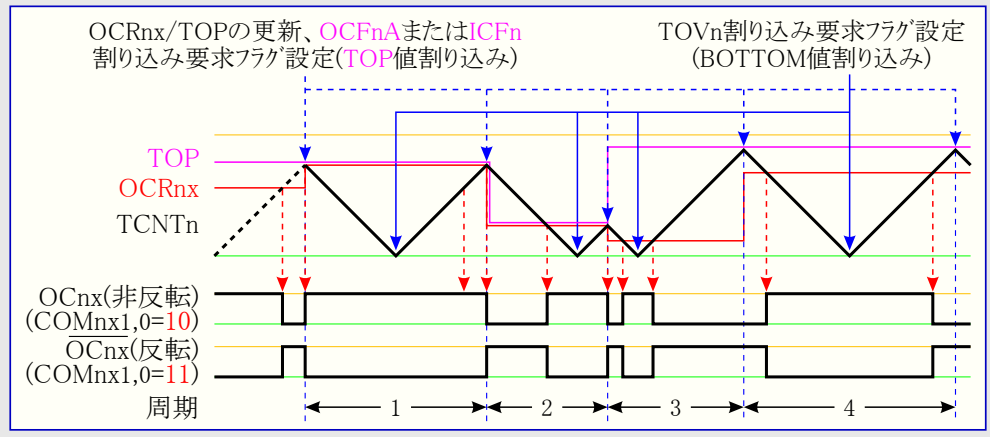 OCRnx/TOPの更新、OCFnAまたはICFn
割り込み要求フラグ設定(TOP値割り込み)
TOVn割り込み要求フラグ設定
(BOTTOM値割り込み)
TOP
OCRnx
TCNTn
OCnx(非反転)
(COMnx1,0=10)
OCnx(反転)
(COMnx1,0=11)
周期
1
2
3
4